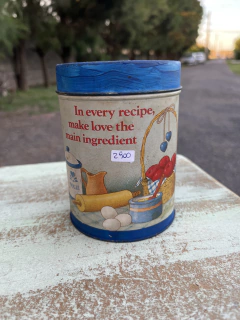 In every recipe,
make love the
main ingredient
2500